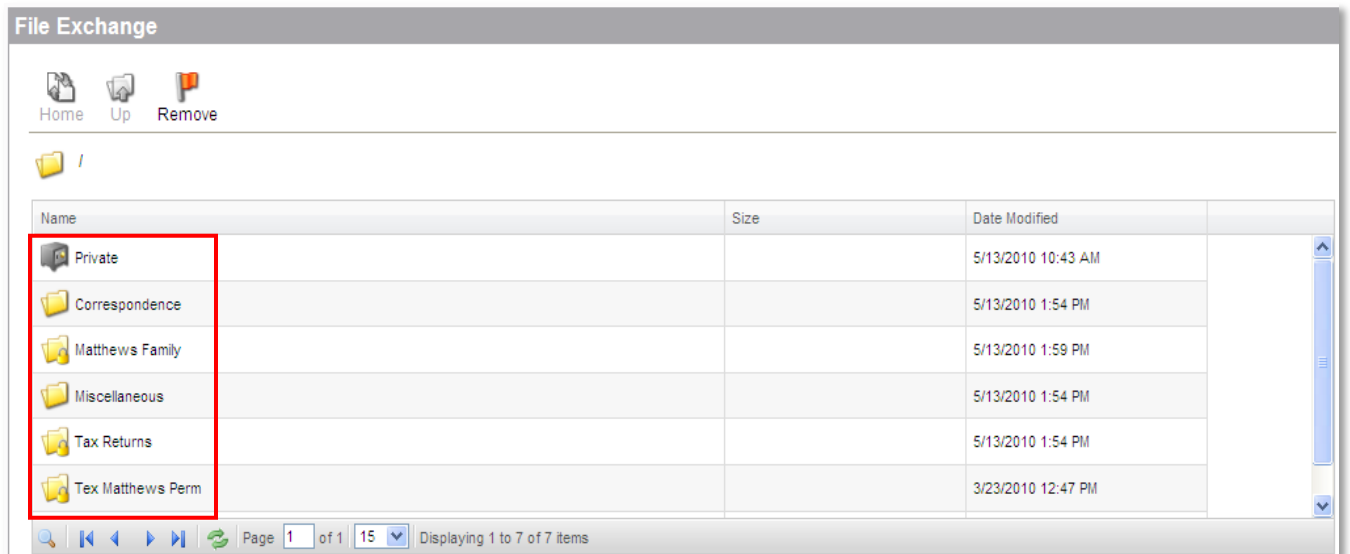 File Exchange
Home Up Remove
/
Name Size Date Modified
Private 5/13/2010 10:43 AM
Correspondence 5/13/2010 1:54 PM
Matthews Family 5/13/2010 1:59 PM
Miscellaneous 5/13/2010 1:54 PM
Tax Returns 5/13/2010 1:54 PM
Tex Matthews Perm 3/23/2010 12:47 PM
Page 1 of 1 15 Displaying 1 to 7 of 7 items